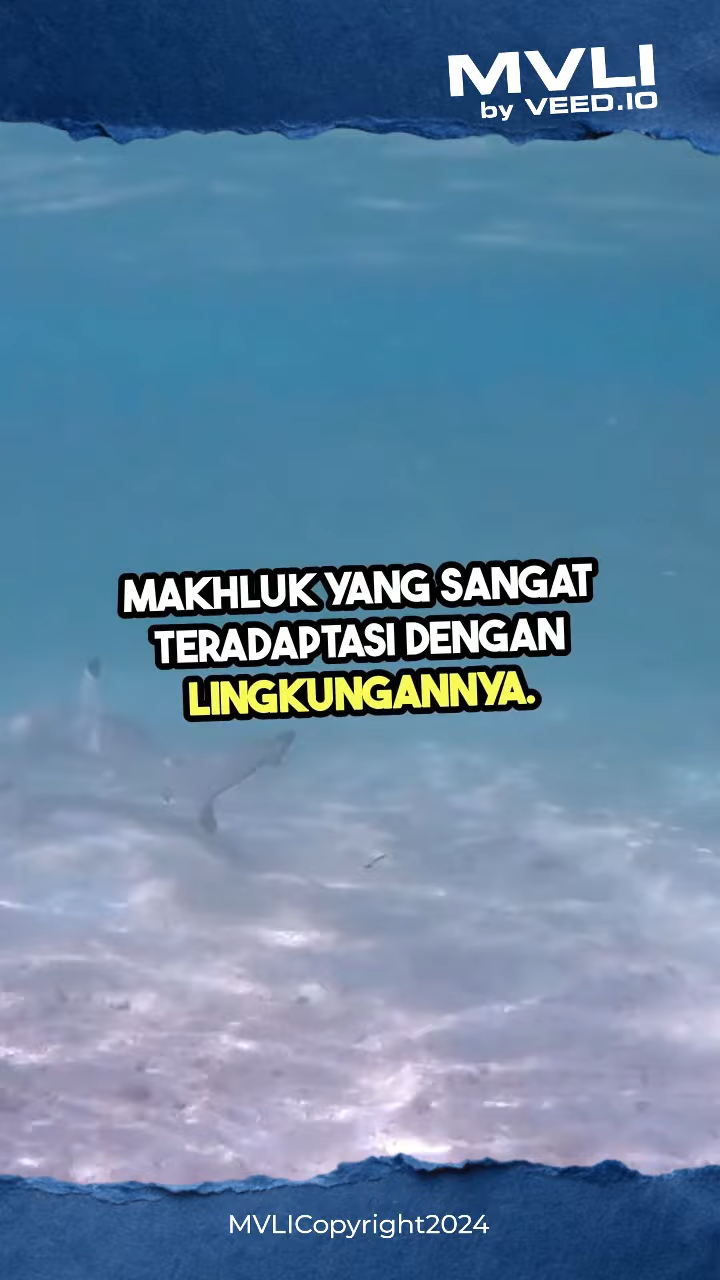 MVLI
by VEED.IO
MAKHLUK YANG SANGAT
TERADAPTASI DENGAN
LINGKUNGANNYA.
MVLICopyright2024